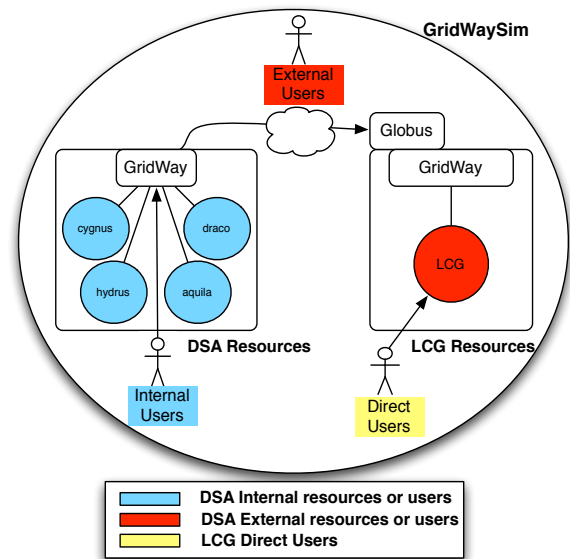 GridWaySim
External
Users
Globus
GridWay
GridWay
cygnus
draco
LCG
hydrus
aquila
DSA Resources
LCG Resources
Internal
Users
Direct
Users
DSA Internal resources or users
DSA External resources or users
LCG Direct Users